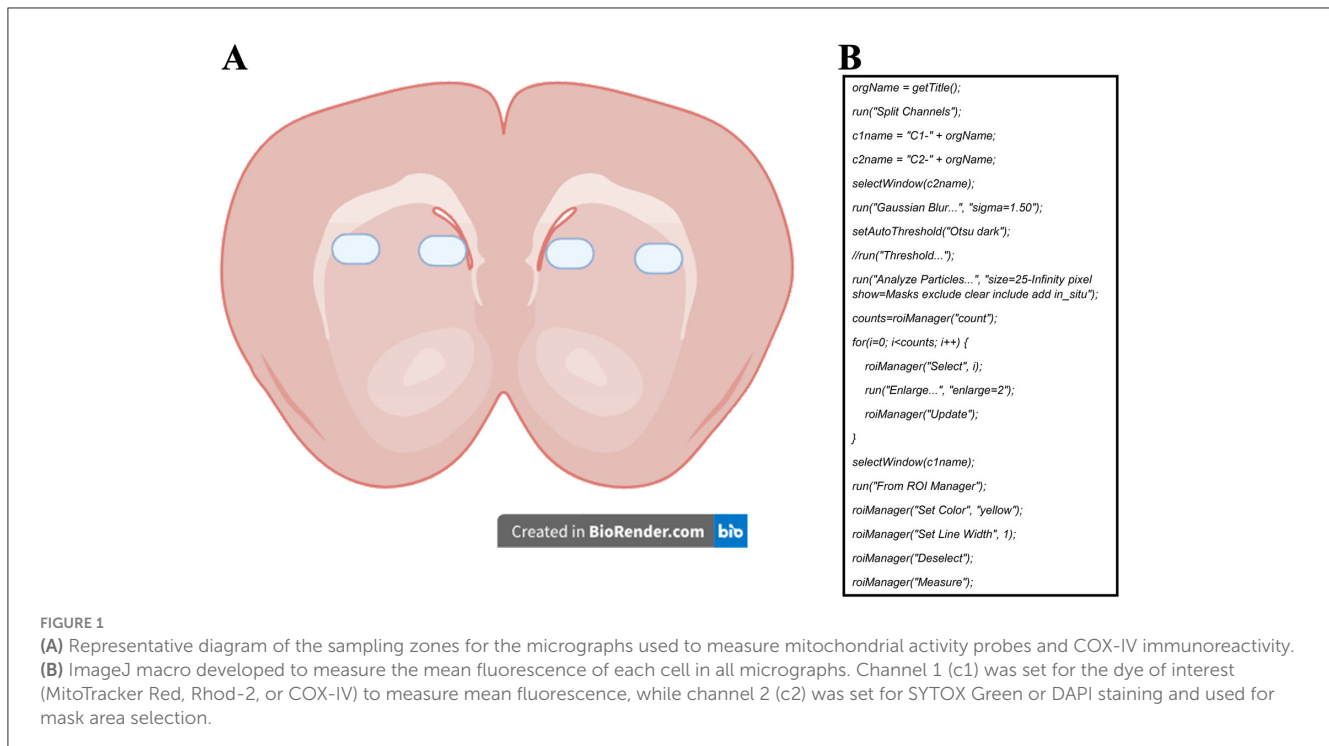 A
B
orgName = getTitle();
run("Split Channels");
c1name = "C1-" + orgName;
c2name = "C2-" + orgName;
selectWindow(c2name);
run("Gaussian Blur...", "sigma=1.50");
setAutoThreshold("Otsu dark");
//run("Threshold...");
run("Analyze Particles...", "size=25-Infinity pixel
show=Masks exclude clear include add in_situ");
counts=roiManager("count");
for(i=0; i<counts; i++) {
roiManager("Select", i);
run("Enlarge...", "enlarge=2");
roiManager("Update");
}
selectWindow(c1name);
run("From ROI Manager");
roiManager("Set Color", "yellow");
roiManager("Set Line Width", 1);
roiManager("Deselect");
roiManager("Measure");
Created in BioRender.com bio
FIGURE 1
(A) Representative diagram of the sampling zones for the micrographs used to measure mitochondrial activity probes and COX-IV immunoreactivity.
(B) ImageJ macro developed to measure the mean fluorescence of each cell in all micrographs. Channel 1 (c1) was set for the dye of interest
(MitoTracker Red, Rhod-2, or COX-IV) to measure mean fluorescence, while channel 2 (c2) was set for SYTOX Green or DAPI staining and used for
mask area selection.